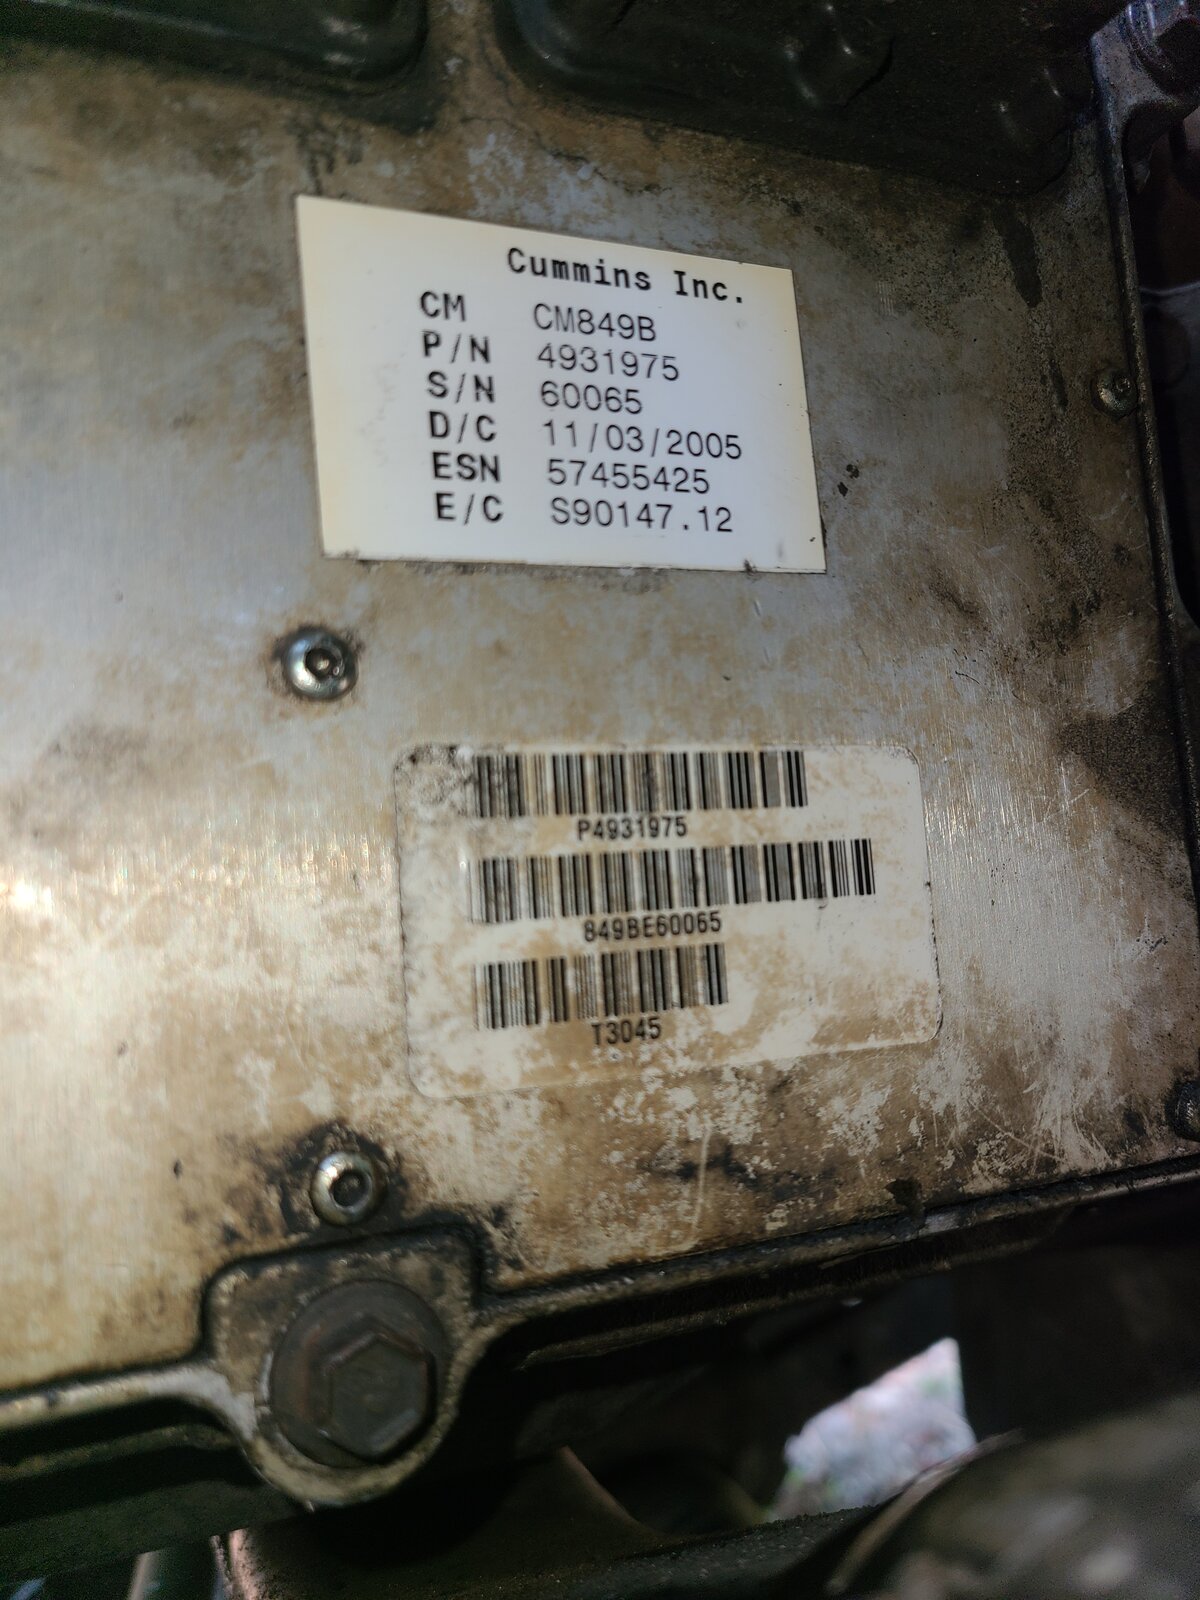 Cummins Inc.
CM CM849B
P/N 4931975
S/N 60065
D/C 11/03/2005
ESN 57455425
E/C S90147.12
P4931975
849BE60065
T3045